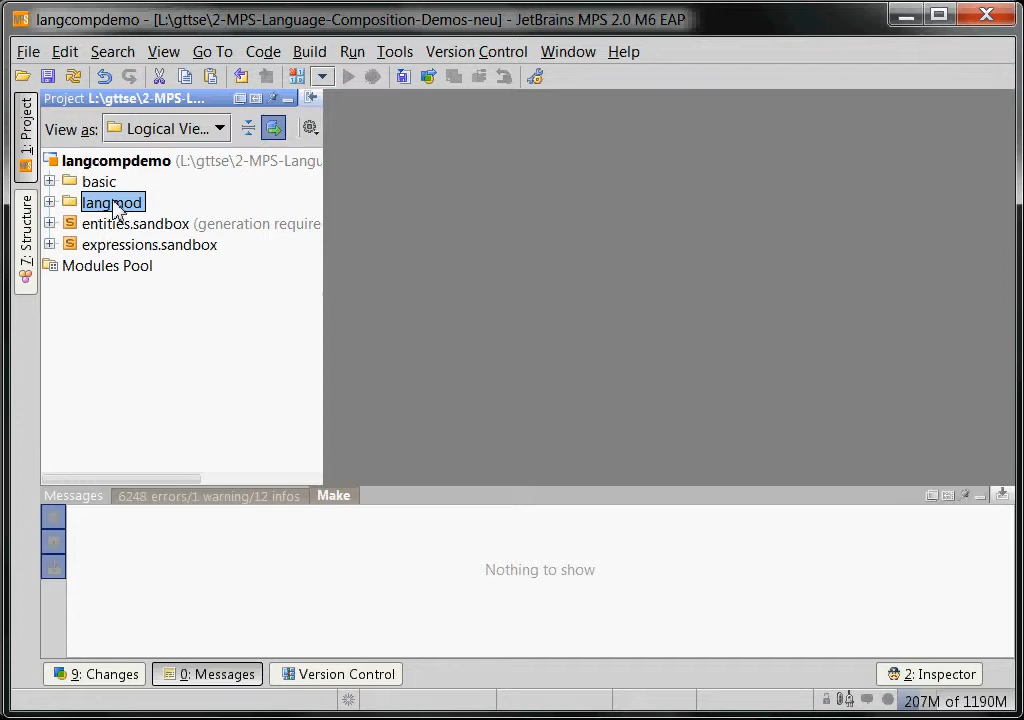 langcompdemo - [L:\gttse\2-MPS-Language-Composition-Demos-neu] - JetBrains MPS 2.0 M6 EAP
File Edit Search View Go To Code Build Run Tools Version Control Window Help
Project L:\gttse\2-MPS-L...
View as: Logical Vie...
1: Project
7: Structure
langcompdemo (L:\gttse\2-MPS-Langu
basic
langmod
entities.sandbox (generation require
expressions.sandbox
Modules Pool
Messages 6248 errors/1 warning/12 infos Make
Nothing to show
9: Changes 0: Messages Version Control 2: Inspector
207M of 1190M